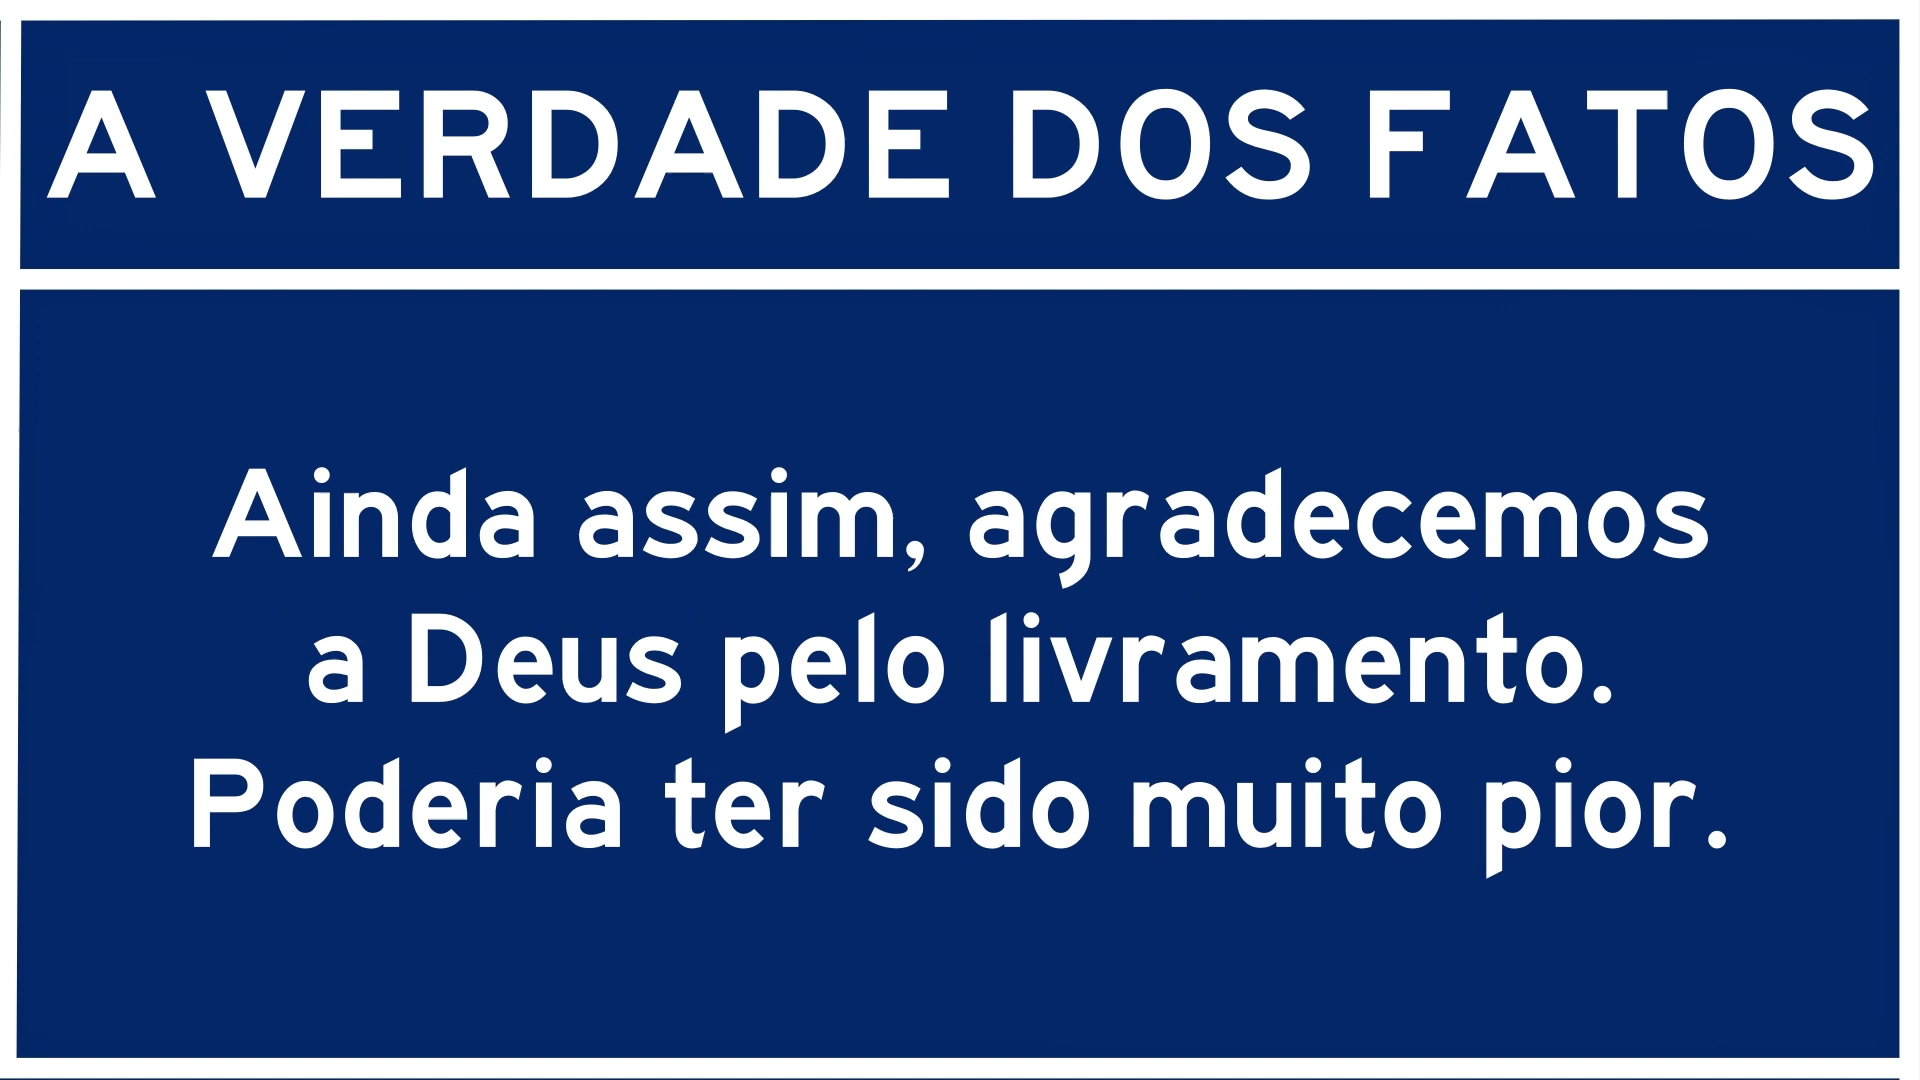 A VERDADE DOS FATOS
Ainda assim, agradecemos
a Deus pelo livramento.
Poderia ter sido muito pior.